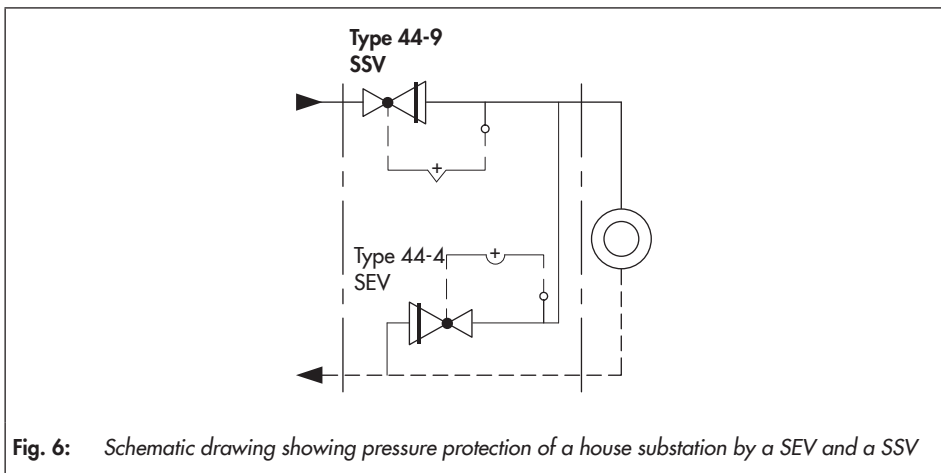 Type 44-9
SSV
+
Type 44-4
SEV
+
Fig. 6: Schematic drawing showing pressure protection of a house substation by a SEV and a SSV